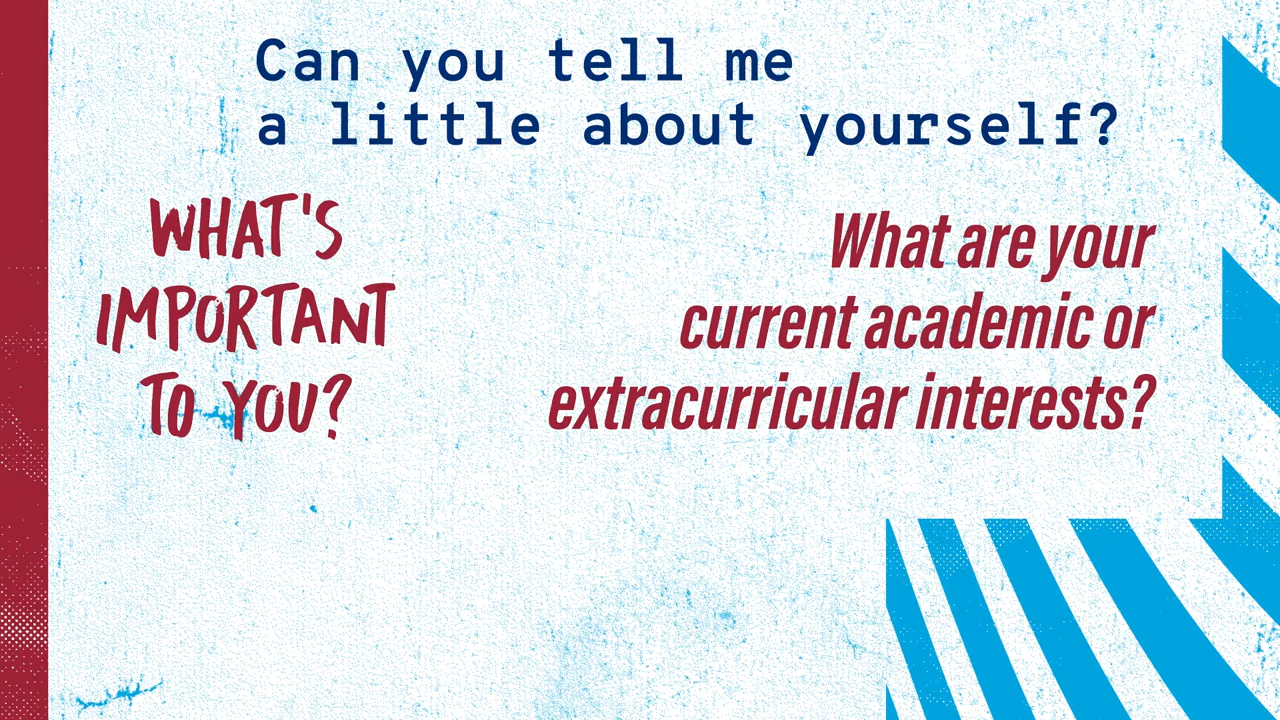 Can you tell me
a little about yourself?
WHAT'S
IMPORTANT
TO YOU?
What are your
current academic or
extracurricular interests?